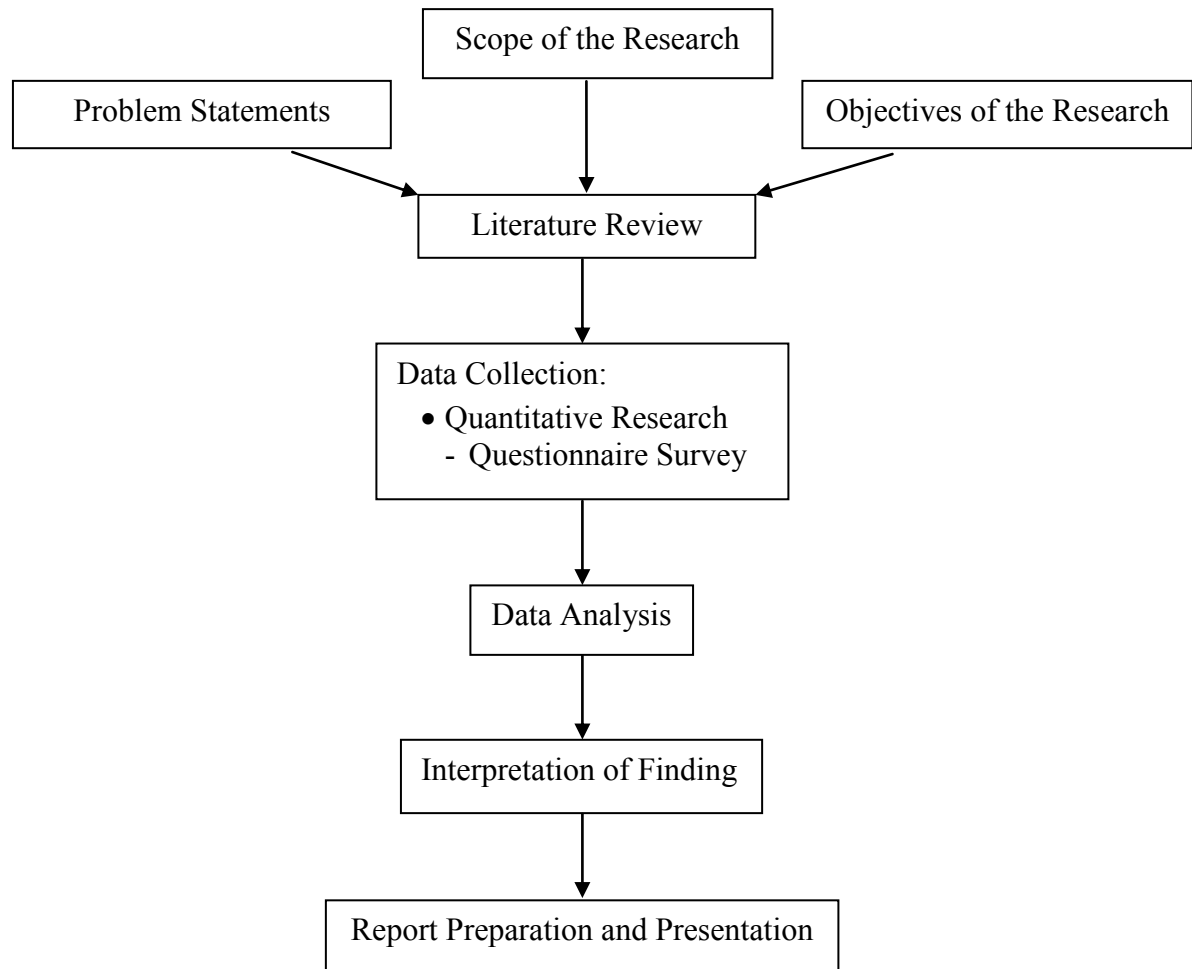 Scope of the Research
Problem Statements
Objectives of the Research
Literature Review
Data Collection:
• Quantitative Research
- Questionnaire Survey
Data Analysis
Interpretation of Finding
Report Preparation and Presentation